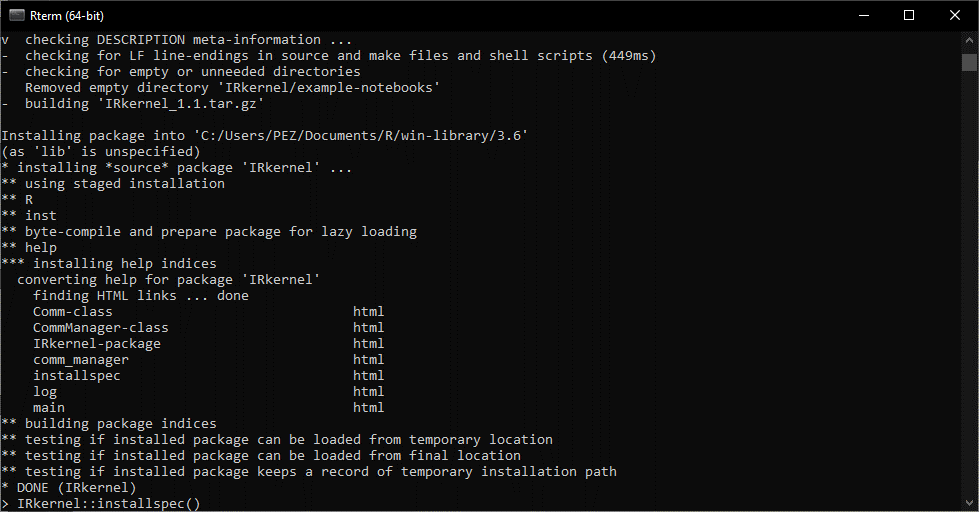 Rterm (64-bit)
v  checking DESCRIPTION meta-information ...
-  checking for LF line-endings in source and make files and shell scripts (449ms)
-  checking for empty or unneeded directories
   Removed empty directory 'IRkernel/example-notebooks'
-  building 'IRkernel_1.1.tar.gz'

Installing package into 'C:/Users/PEZ/Documents/R/win-library/3.6'
(as 'lib' is unspecified)
* installing *source* package 'IRkernel' ...
** using staged installation
** R
** inst
** byte-compile and prepare package for lazy loading
** help
*** installing help indices
  converting help for package 'IRkernel'
    finding HTML links ... done
    Comm-class                              html
    CommManager-class                       html
    IRkernel-package                        html
    comm_manager                            html
    installspec                             html
    log                                     html
    main                                    html
** building package indices
** testing if installed package can be loaded from temporary location
** testing if installed package can be loaded from final location
** testing if installed package keeps a record of temporary installation path
* DONE (IRkernel)
> IRkernel::installspec()